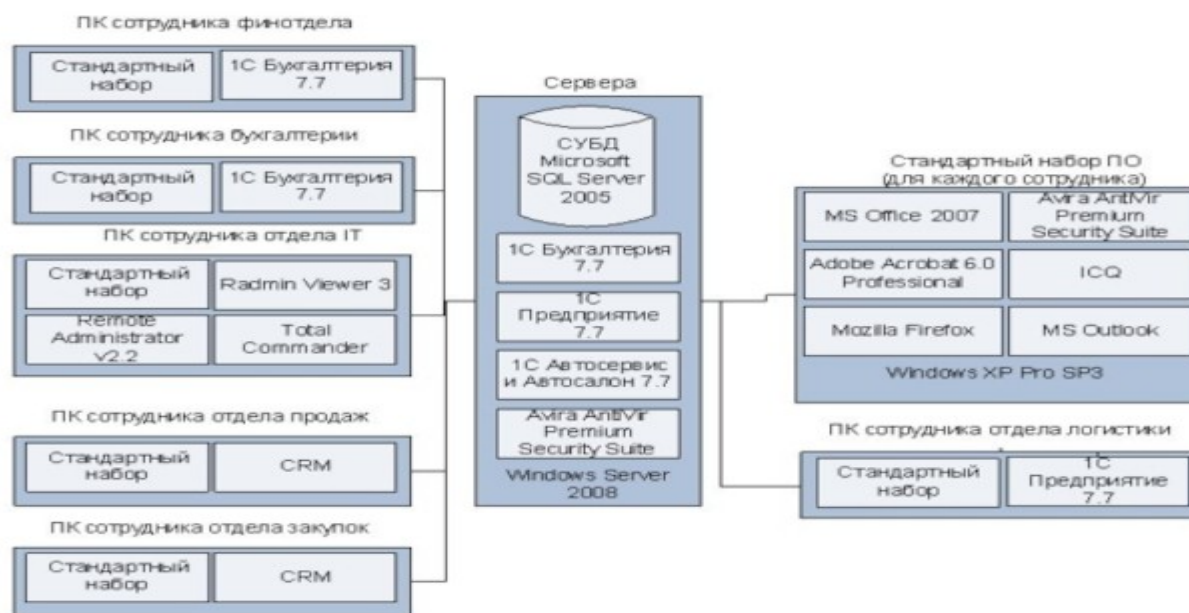 ПК сотрудника финотдела
Стандартный
набор
1С Бухгалтерия
7.7
ПК сотрудника бухгалтерии
Стандартный
набор
1С Бухгалтерия
7.7
ПК сотрудника отдела IT
Стандартный
набор
Radmin Viewer 3
Remote
Administrator
v2.2
Total
Commander
ПК сотрудника отдела продаж
Стандартный
набор
CRM
ПК сотрудника отдела закупок
Стандартный
набор
CRM
Сервера
СУБД
Microsoft
SQL Server
2005
1С Бухгалтерия
7.7
1С
Предприятие
7.7
1С Автосервис
и Автосалон 7.7
Avira AntiVir
Premium
Security Suite
Windows Server
2008
Стандартный набор ПО
(для каждого сотрудника)
MS Office 2007
Avira AntiVir
Premium
Security Suite
Adobe Acrobat 6.0
Professional
ICQ
Mozilla Firefox
MS Outlook
Windows XP Pro SP3
ПК сотрудника отдела логистики
Стандартный
набор
1С
Предприятие
7.7